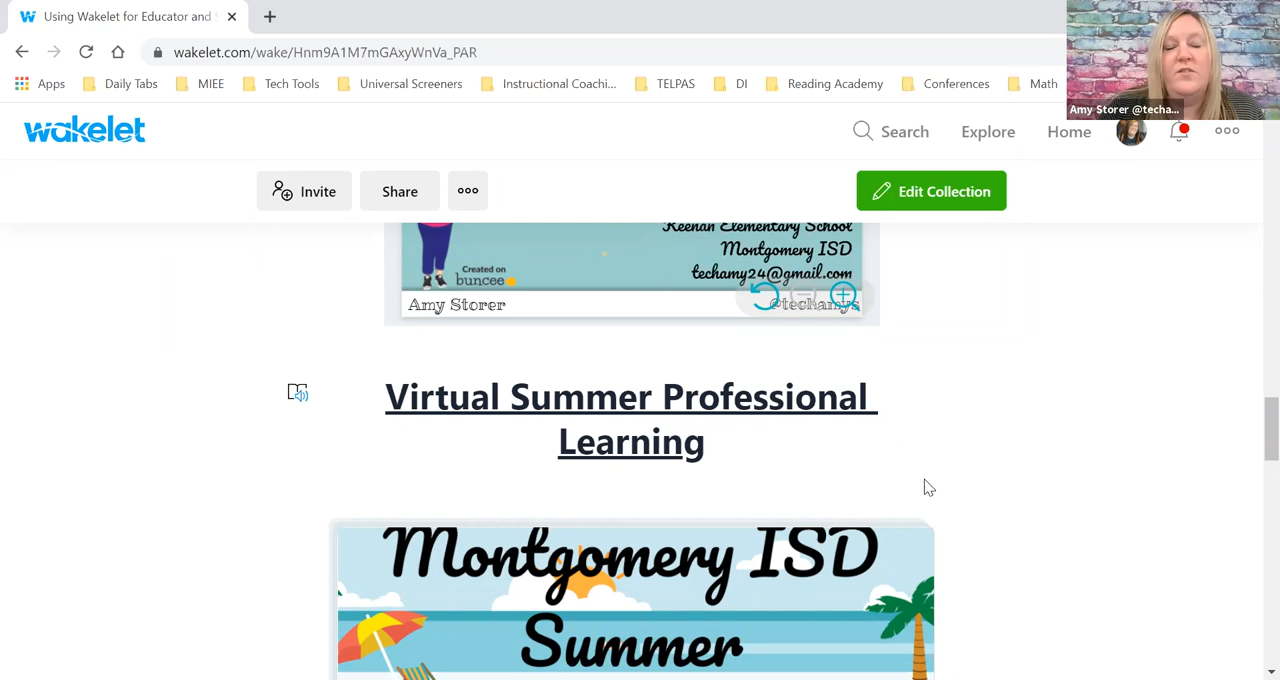 Using Wakelet for Educator and
wakelet.com/wake/Hnm9A1M7mGAxyWnVa_PAR
Apps Daily Tabs MIEE Tech Tools Universal Screeners Instructional Coachi... TELPAS DI Reading Academy Conferences Math
Amy Storer @techa...
wakelet Search Explore Home
Invite Share Edit Collection
Keenan Elementary School
Montgomery ISD
techamy24@gmail.com
Created on
buncee
Amy Storer @techamys
Virtual Summer Professional
Learning
Montgomery ISD
Summer